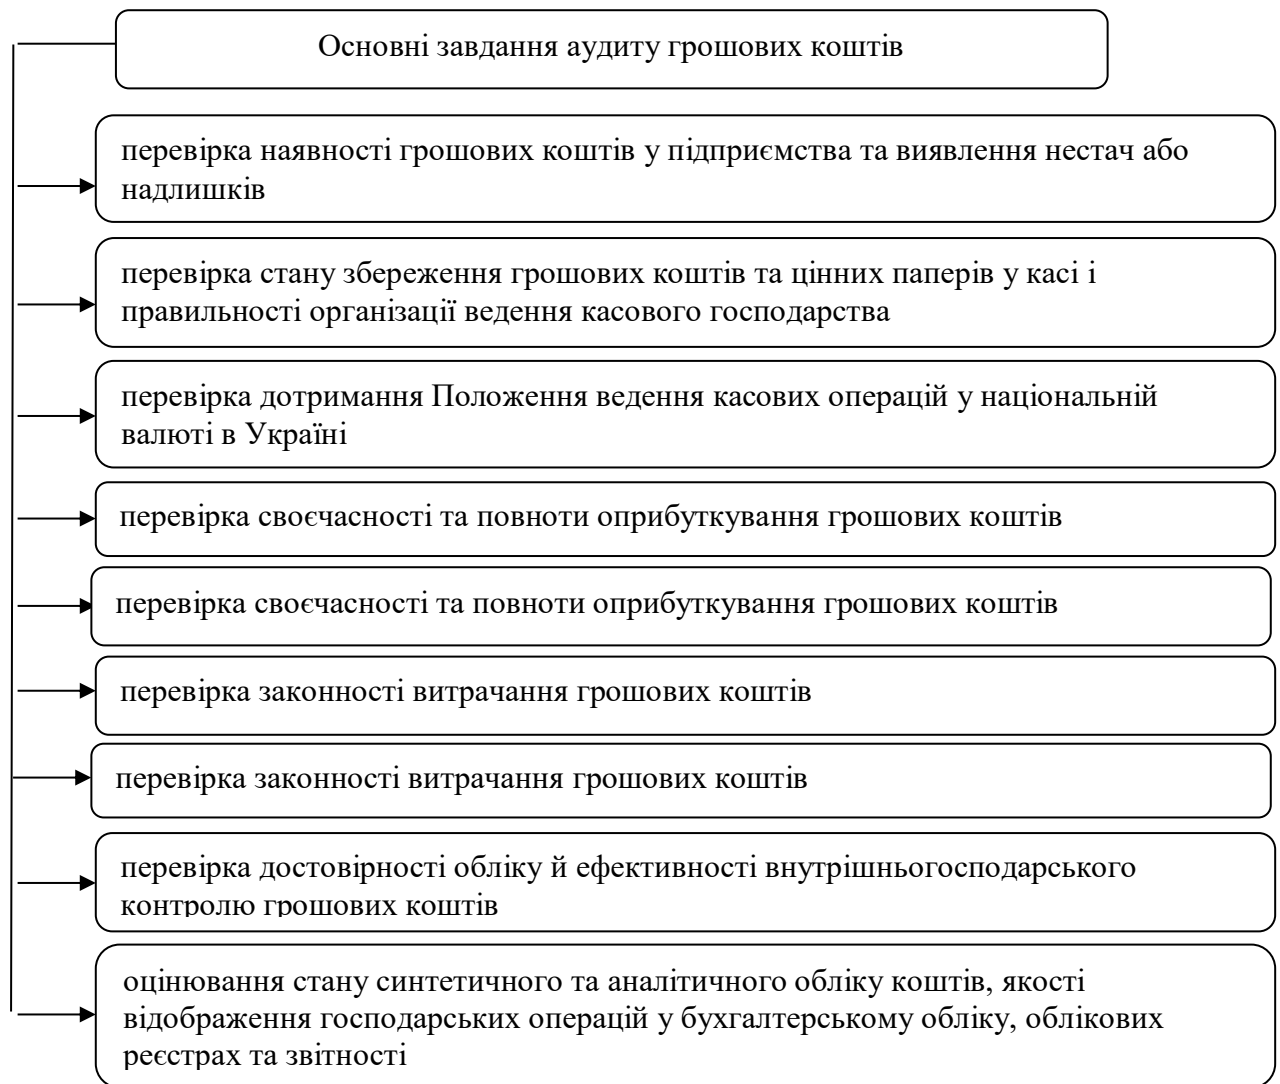 Основні завдання аудиту грошових коштів
перевірка наявності грошових коштів у підприємства та виявлення нестач або
надлишків
перевірка стану збереження грошових коштів та цінних паперів у касі і
правильності організації ведення касового господарства
перевірка дотримання Положення ведення касових операцій у національній
валюті в Україні
перевірка своєчасності та повноти оприбуткування грошових коштів
перевірка своєчасності та повноти оприбуткування грошових коштів
перевірка законності витрачання грошових коштів
перевірка законності витрачання грошових коштів
перевірка достовірності обліку й ефективності внутрішньогосподарського
контролю грошових коштів
оцінювання стану синтетичного та аналітичного обліку коштів, якості
відображення господарських операцій у бухгалтерському обліку, облікових
реєстрах та звітності